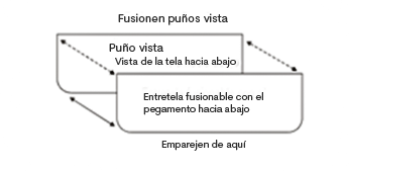 Fusionen puños vista
Puño vista
Vista de la tela hacia abajo
Entretela fusionable con el
pegamento hacia abajo
Emparejen de aquí